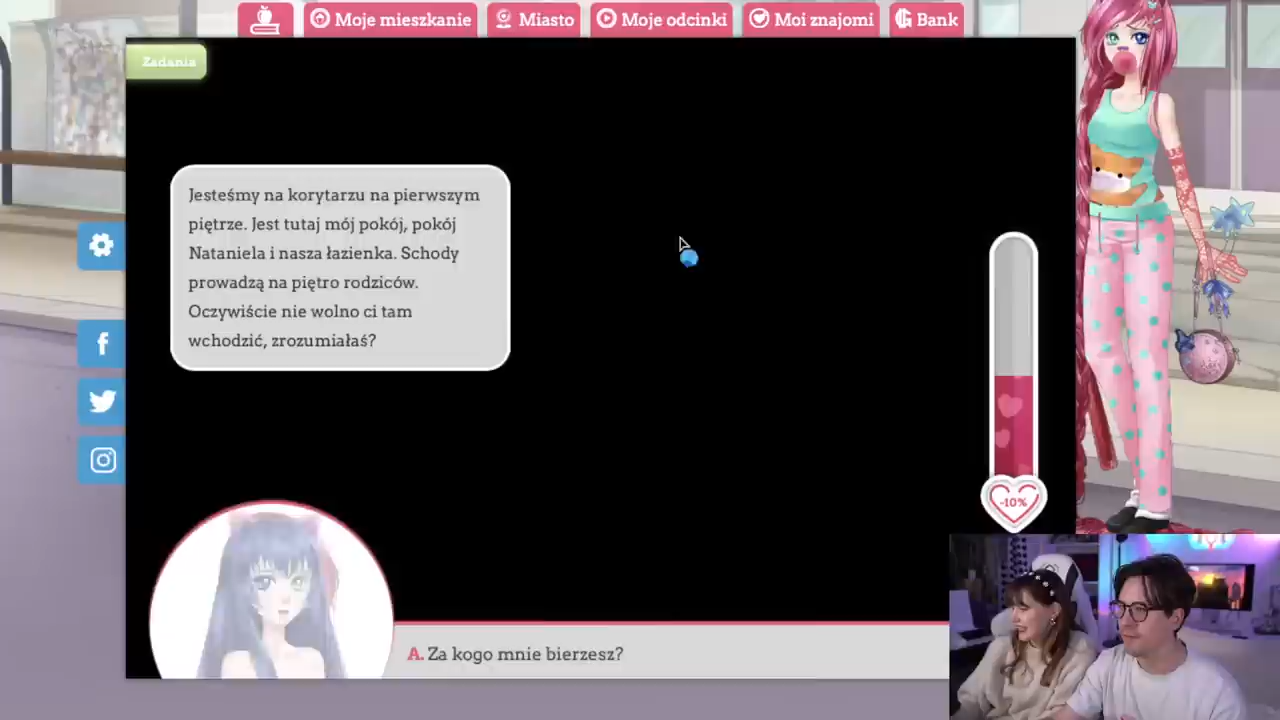 Moje mieszkanie
Miasto
Moje odcinki
Moi znajomi
Bank
Zadania
Jesteśmy na korytarzu na pierwszym
piętrze. Jest tutaj mój pokój, pokój
Nataniela i nasza łazienka. Schody
prowadzą na piętro rodziców.
Oczywiście nie wolno ci tam
wchodzić, zrozumiałaś?
-10%
A. Za kogo mnie bierzesz?